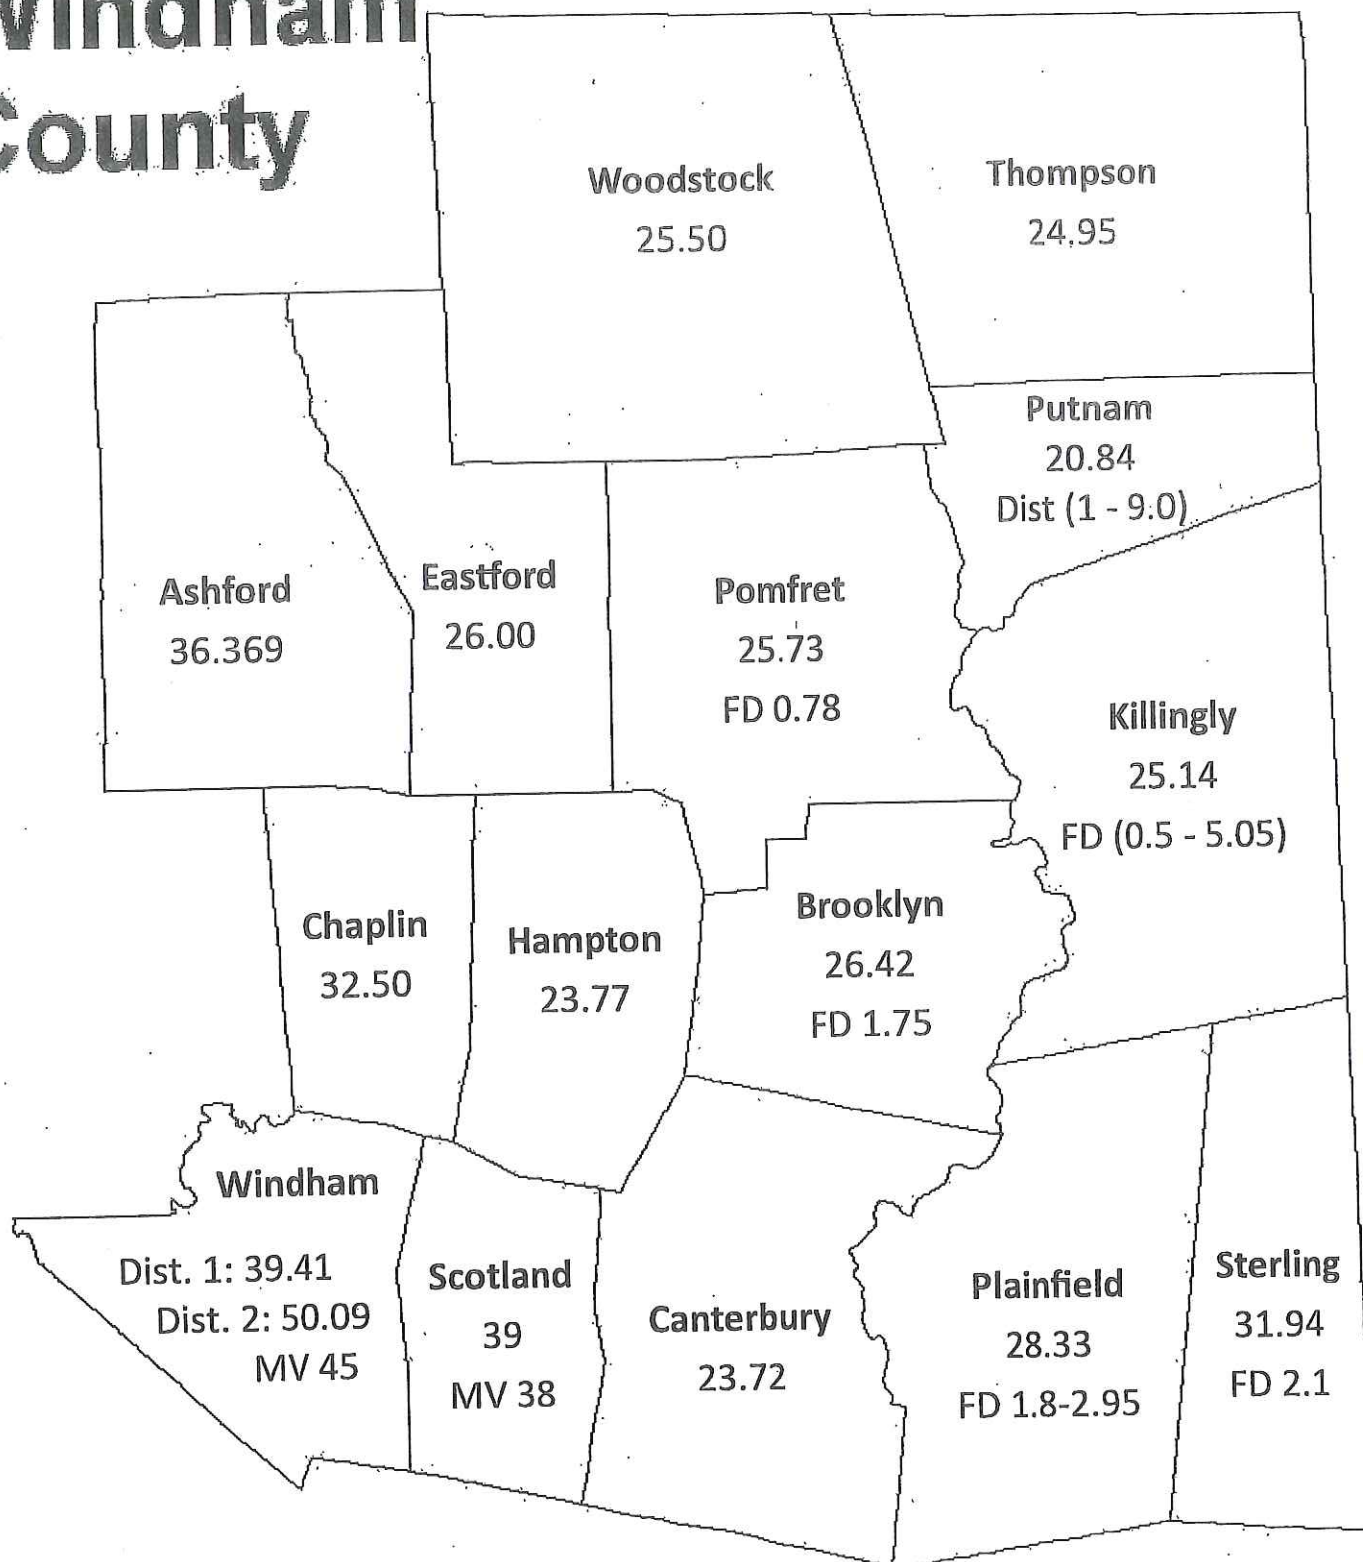 Windham
County
Woodstock
25.50
Thompson
24.95
Putnam
20.84
Dist (1 - 9.0)
Ashford
36.369
Eastford
26.00
Pomfret
25.73
FD 0.78
Killingly
25.14
FD (0.5 - 5.05)
Chaplin
32.50
Hampton
23.77
Brooklyn
26.42
FD 1.75
Windham
Dist. 1: 39.41
Dist. 2: 50.09
MV 45
Scotland
39
MV 38
Canterbury
23.72
Plainfield
28.33
FD 1.8-2.95
Sterling
31.94
FD 2.1